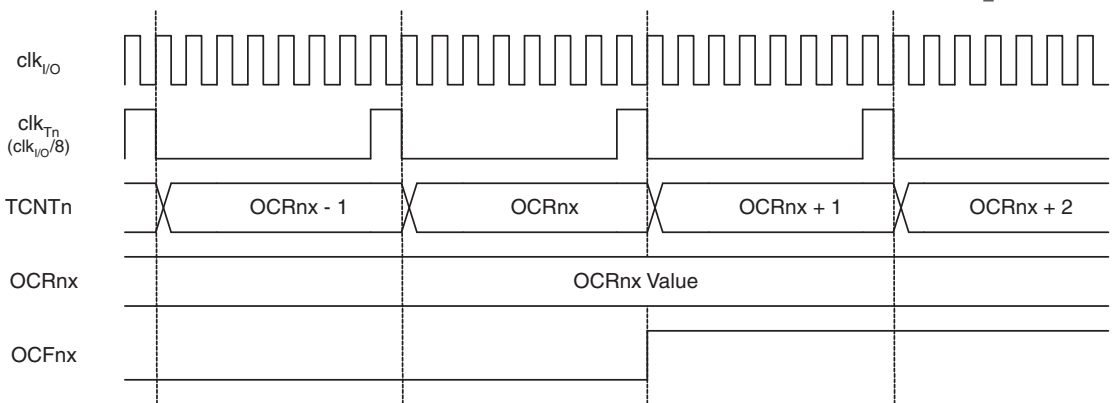 clkI/O
clkTn
(clkI/O/8)
TCNTn
OCRnx - 1
OCRnx
OCRnx + 1
OCRnx + 2
OCRnx
OCRnx Value
OCFnx